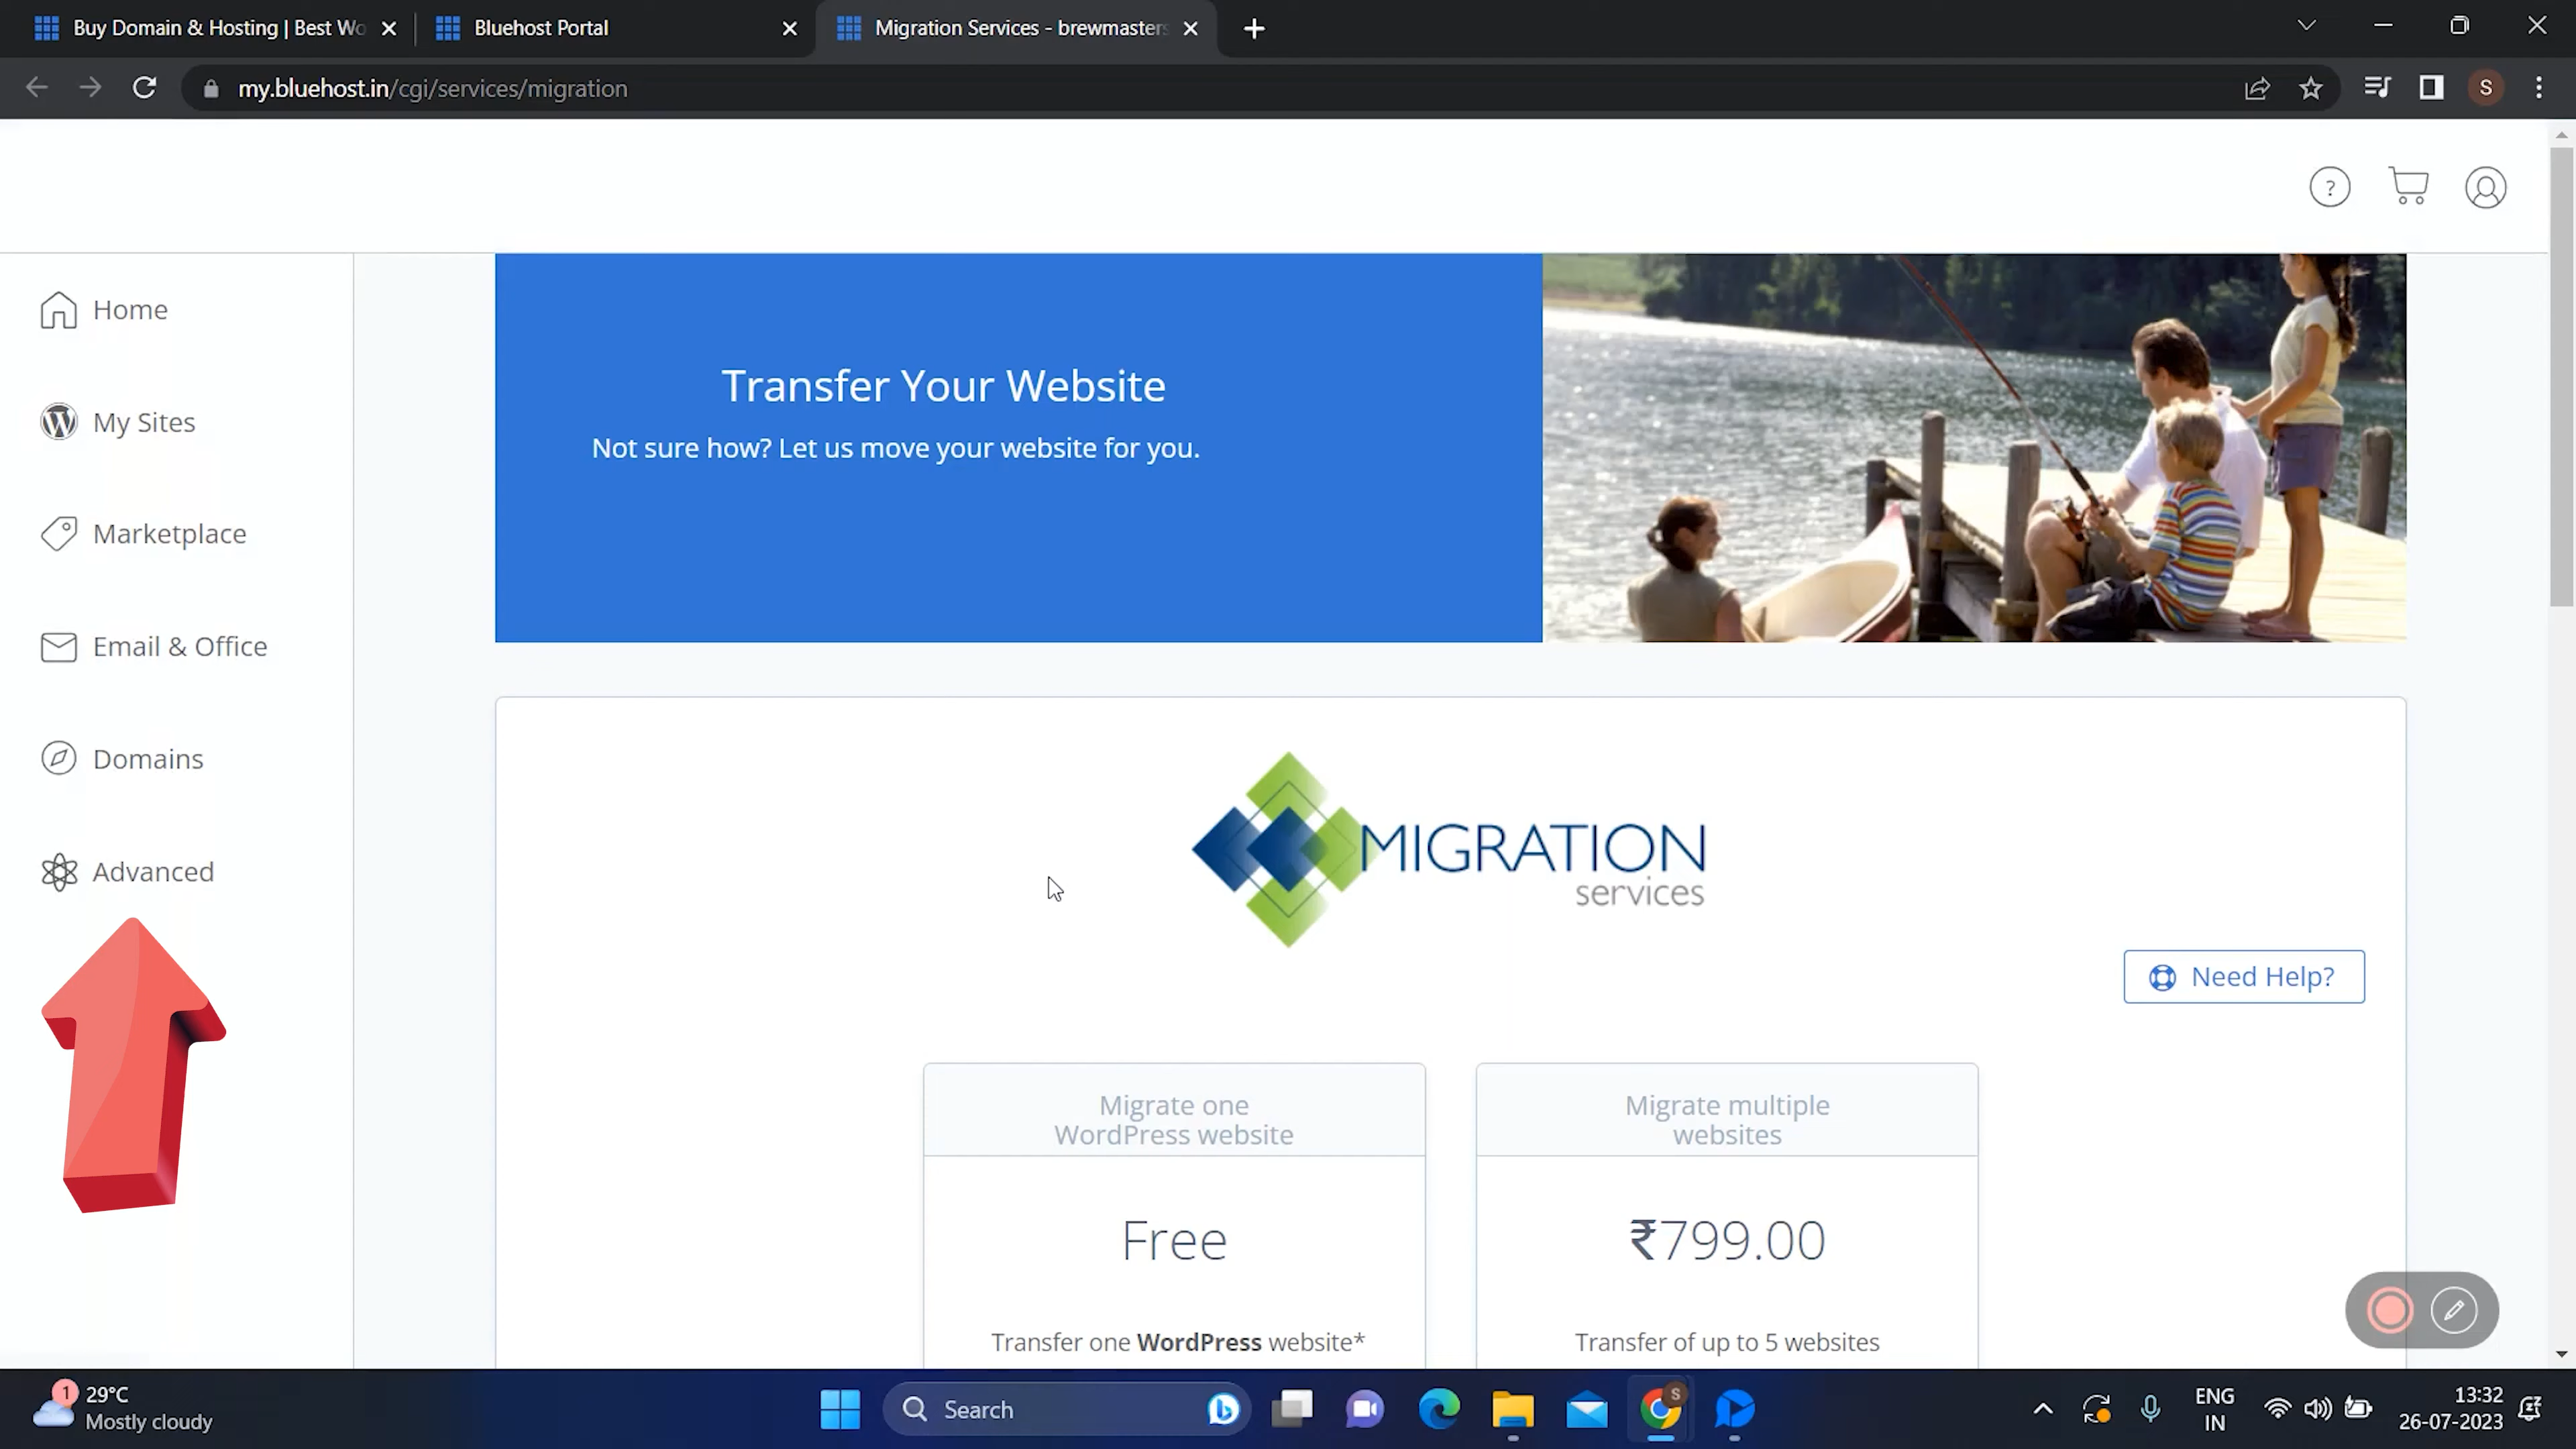 Buy Domain & Hosting | Best Wo
Bluehost Portal
Migration Services - brewmasters
my.bluehost.in/cgi/services/migration
S
?
Home
My Sites
Marketplace
Email & Office
Domains
Advanced
Transfer Your Website
Not sure how? Let us move your website for you.
MIGRATION
services
Need Help?
Migrate one
WordPress website
Free
Transfer one WordPress website*
Migrate multiple
websites
₹799.00
Transfer of up to 5 websites
1
29°C
Mostly cloudy
Search
S
ENG
IN
13:32
26-07-2023